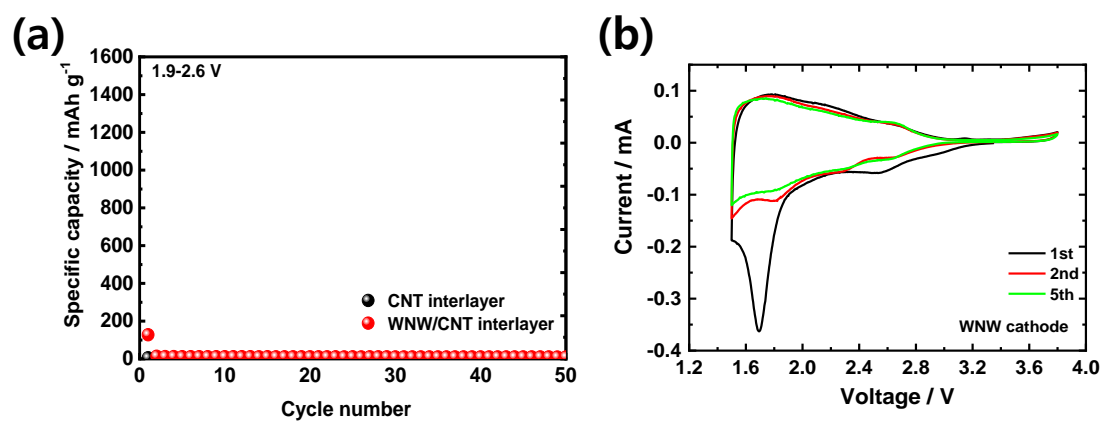 (a)
1600
1400
1200
1000
800
600
400
200
0
Specific capacity / mAh g⁻¹
1.9-2.6 V
CNT interlayer
WNW/CNT interlayer
0 10 20 30 40 50
Cycle number
(b)
0.1
0.0
-0.1
-0.2
-0.3
-0.4
Current / mA
1st
2nd
5th
WNW cathode
1.2 1.6 2.0 2.4 2.8 3.2 3.6 4.0
Voltage / V